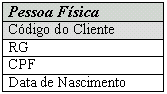 Pessoa Física
Código do Cliente
RG
CPF
Data de Nascimento